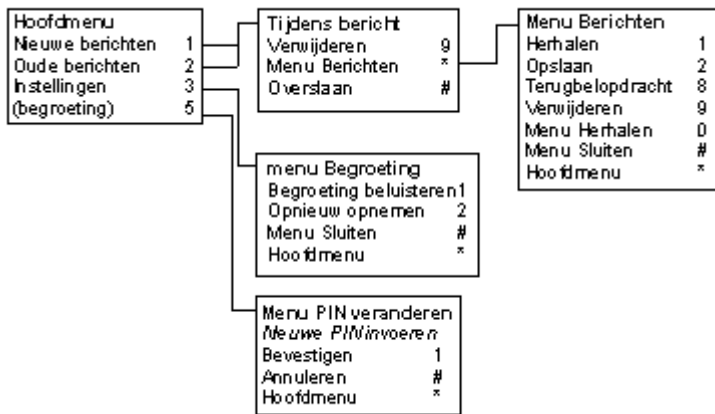 Hoofdmenu
Nieuwe berichten 1
Oude berichten 2
Instellingen 3
(begroeting) 5
Tijdens bericht
Verwijderen 9
Menu Berichten *
Overslaan #
Menu Berichten
Herhalen 1
Opslaan 2
Terugbelopdracht 8
Verwijderen 9
Menu Herhalen 0
Menu Sluiten #
Hoofdmenu *
menu Begroeting
Begroeting beluisteren 1
Opnieuw opnemen 2
Menu Sluiten #
Hoofdmenu *
Menu PIN veranderen
Nieuwe PIN invoeren
Bevestigen 1
Annuleren #
Hoofdmenu *